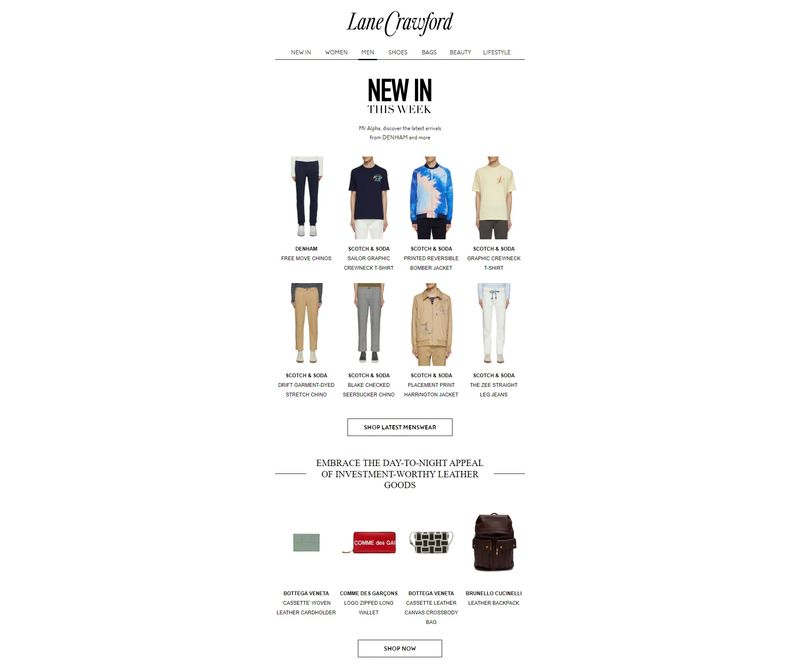 Lane Crawford
NEW IN WOMEN MEN SHOES BAGS BEAUTY LIFESTYLE
NEW IN
THIS WEEK
Mr Alpha, discover the latest arrivals
from DENHAM and more
DENHAM
FREE MOVE CHINOS
SCOTCH & SODA
SAILOR GRAPHIC
CREWNECK T-SHIRT
SCOTCH & SODA
PRINTED REVERSIBLE
BOMBER JACKET
SCOTCH & SODA
GRAPHIC CREWNECK
T-SHIRT
SCOTCH & SODA
DRIFT GARMENT-DYED
STRETCH CHINO
SCOTCH & SODA
BLAKE CHECKED
SEERSUCKER CHINO
SCOTCH & SODA
PLACEMENT PRINT
HARRINGTON JACKET
SCOTCH & SODA
THE ZEE STRAIGHT
LEG JEANS
SHOP LATEST MENSWEAR
EMBRACE THE DAY-TO-NIGHT APPEAL
OF INVESTMENT-WORTHY LEATHER
GOODS
COMME des GAR
BOTTEGA VENETA
'CASSETTE' WOVEN
LEATHER CARDHOLDER
COMME DES GARÇONS
LOGO ZIPPED LONG
WALLET
BOTTEGA VENETA
CASSETTE LEATHER
CANVAS CROSSBODY
BAG
BRUNELLO CUCINELLI
LEATHER BACKPACK
SHOP NOW